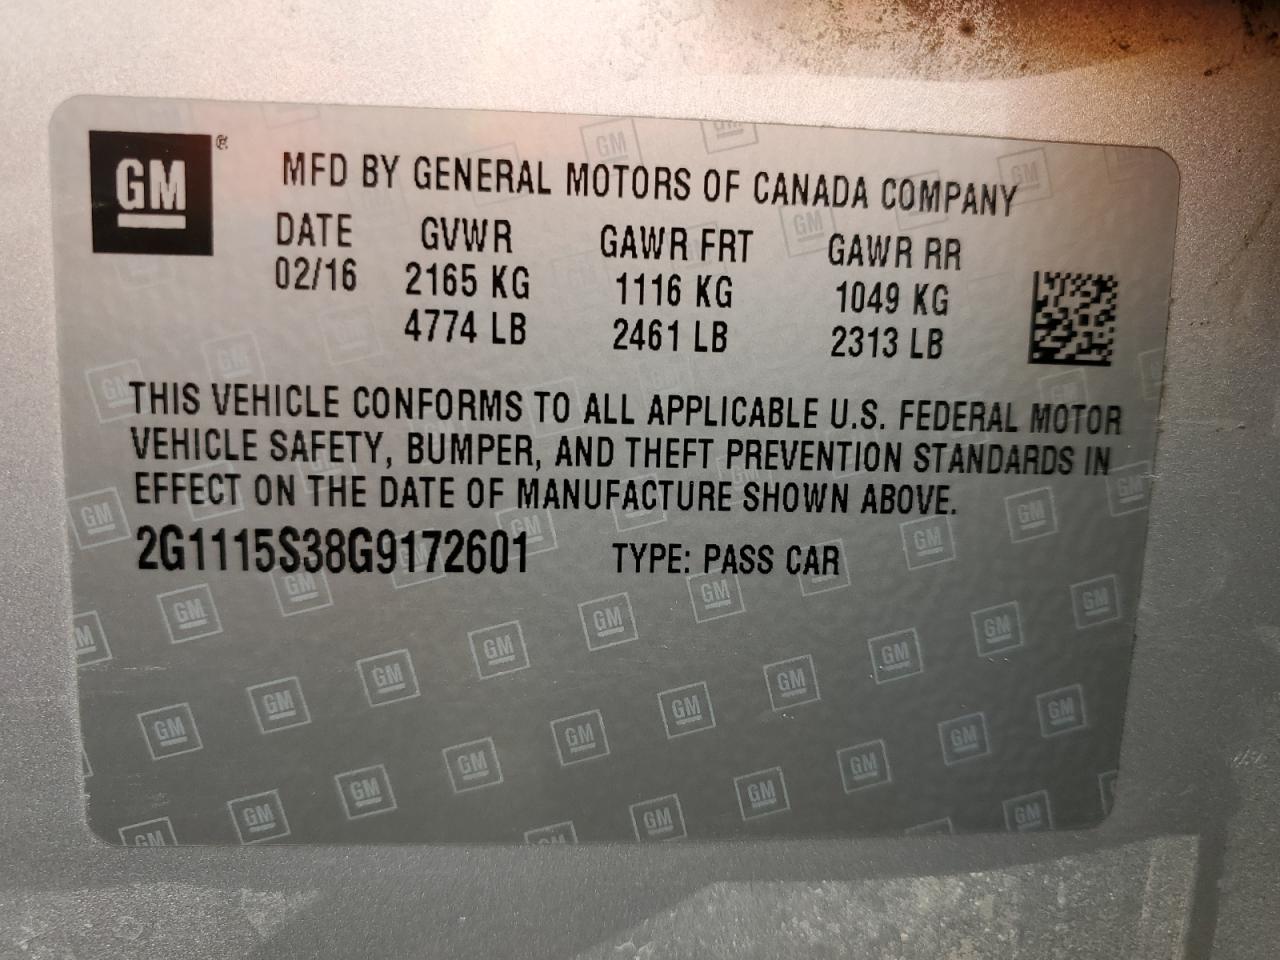 GM ®
MFD BY GENERAL MOTORS OF CANADA COMPANY
DATE GVWR GAWR FRT GAWR RR
02/16 2165 KG 1116 KG 1049 KG
4774 LB 2461 LB 2313 LB
THIS VEHICLE CONFORMS TO ALL APPLICABLE U.S. FEDERAL MOTOR
VEHICLE SAFETY, BUMPER, AND THEFT PREVENTION STANDARDS IN
EFFECT ON THE DATE OF MANUFACTURE SHOWN ABOVE.
2G1115S38G9172601 TYPE: PASS CAR